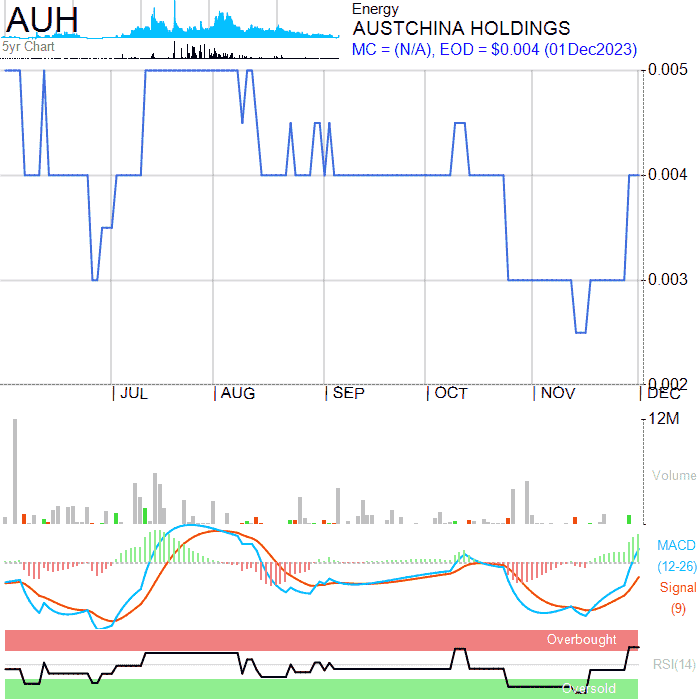 AUH
5yr Chart
Energy
AUSTCHINA HOLDINGS
MC = (N/A), EOD = $0.004 (01Dec2023)
0.005
0.004
0.003
0.002
JUL
AUG
SEP
OCT
NOV
DEC
12M
Volume
MACD
(12-26)
Signal
(9)
Overbought
RSI(14)
Oversold